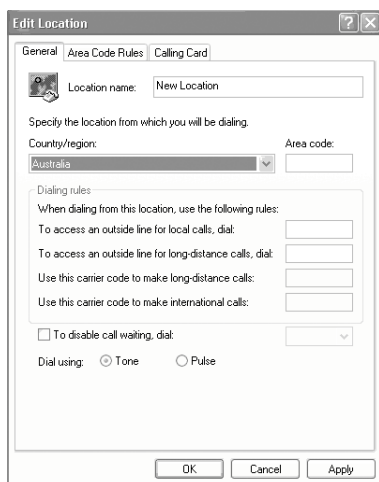 Edit Location
General Area Code Rules Calling Card
Location name: New Location
Specify the location from which you will be dialing.
Country/region: Area code:
Australia
Dialing rules
When dialing from this location, use the following rules:
To access an outside line for local calls, dial:
To access an outside line for long-distance calls, dial:
Use this carrier code to make long-distance calls:
Use this carrier code to make international calls:
To disable call waiting, dial:
Dial using: Tone Pulse
OK Cancel Apply